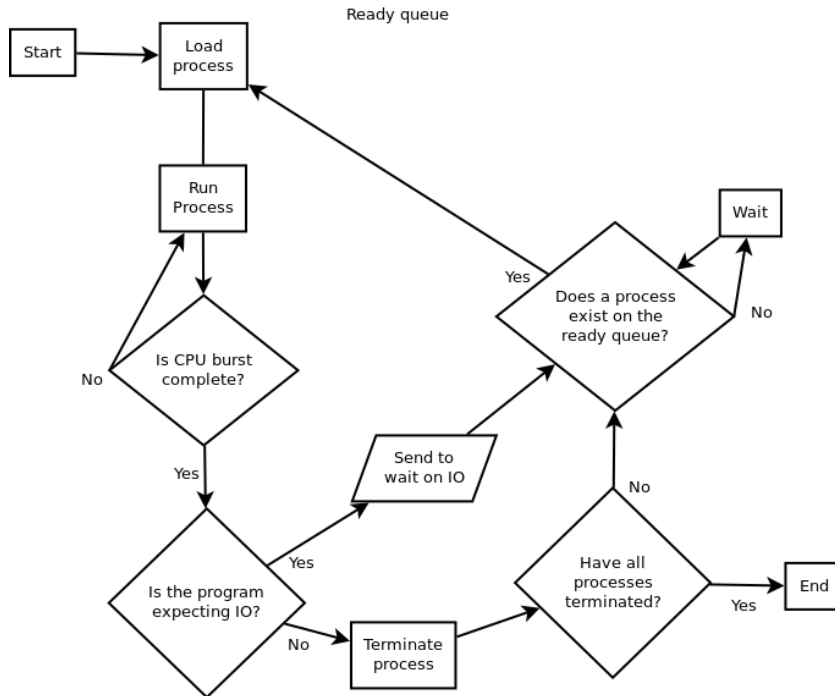 Ready queue
Start
Load
process
Run
Process
Is CPU burst
complete?
No
Yes
Is the program
expecting IO?
Yes
No
Send to
wait on IO
Terminate
process
Have all
processes
terminated?
No
Yes
End
Does a process
exist on the
ready queue?
Yes
No
Wait